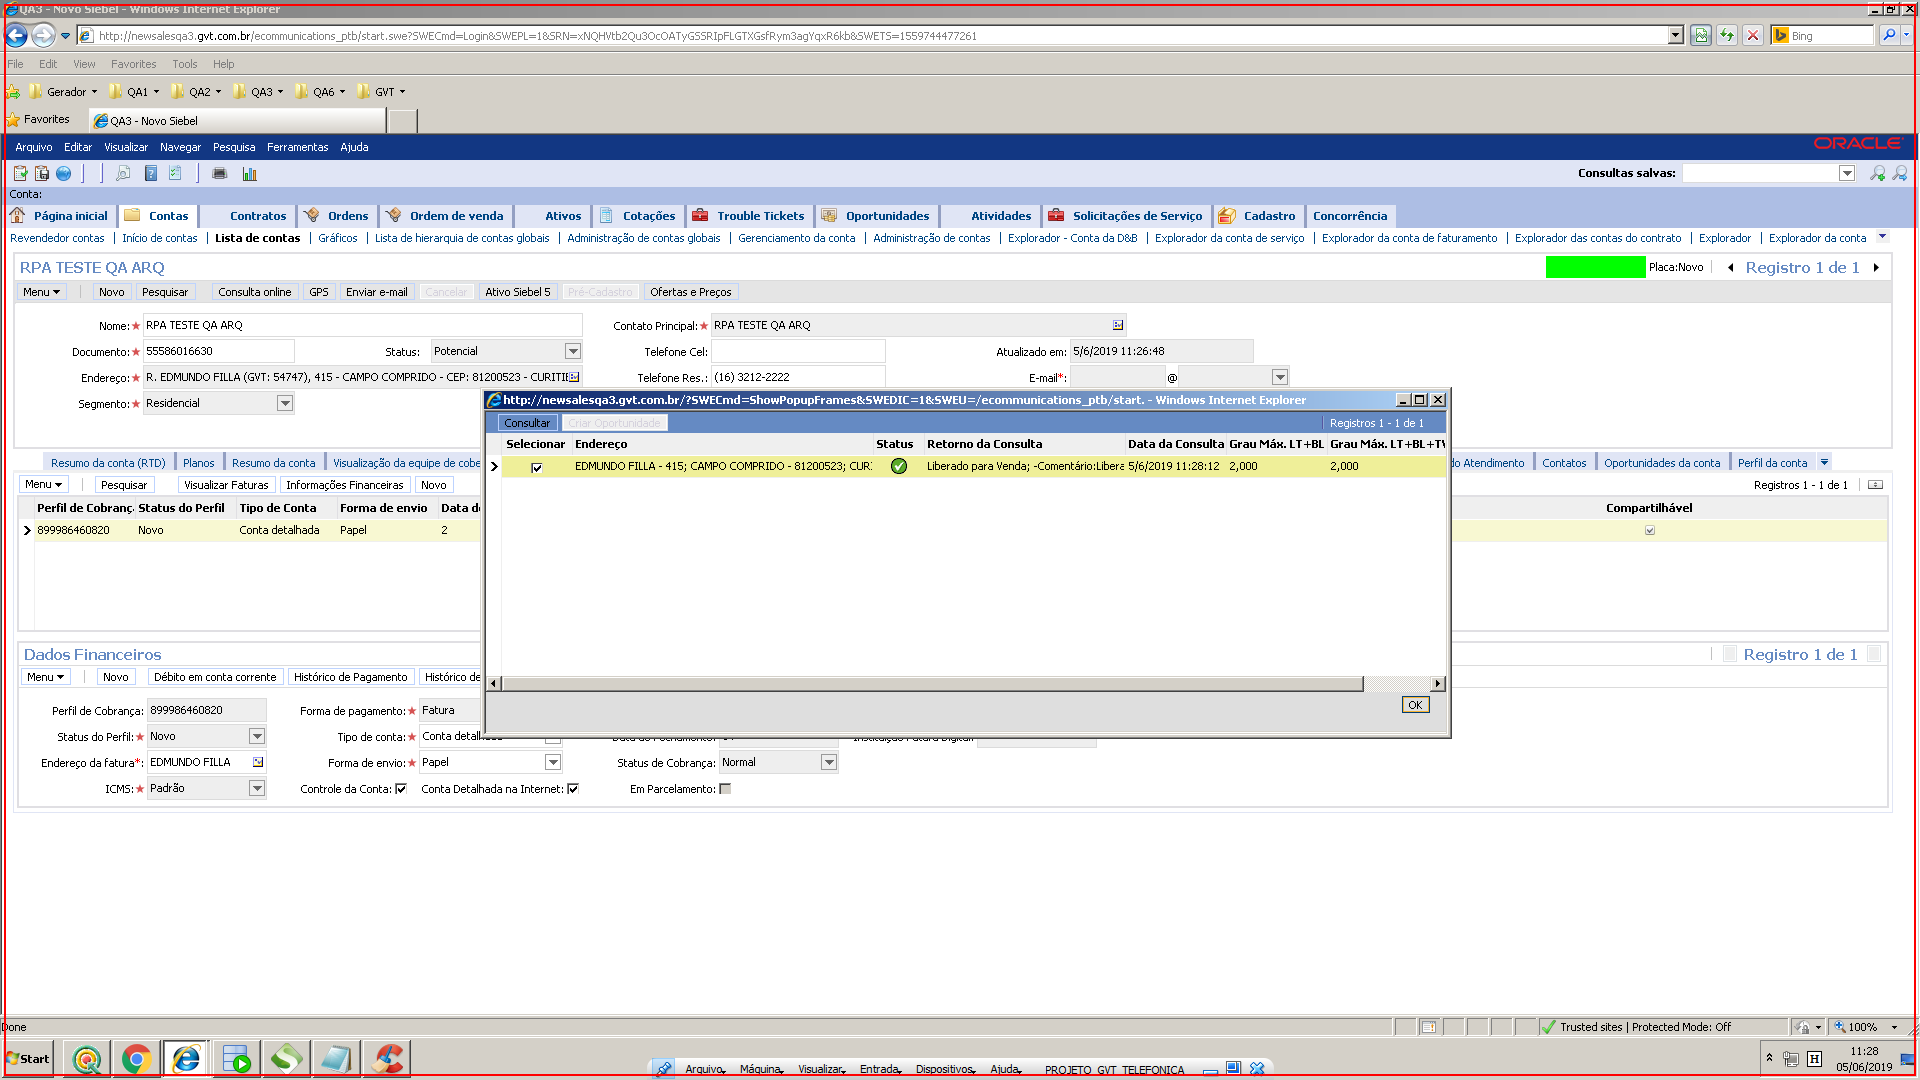 QA3 - Novo Siebel - Windows Internet Explorer
http://newsalesqa3.gvt.com.br/ecommunications_ptb/start.swe?SWECmd=Login&SWEPL=1&SRN=xNQHVtb2Qu3OcOATyGSSRIpFLGTXGsfRym3agYqxR6kb&SWETS=1559744477261
Bing
File Edit View Favorites Tools Help
Gerador QA1 QA2 QA3 QA6 GVT
Favorites QA3 - Novo Siebel
Arquivo Editar Visualizar Navegar Pesquisa Ferramentas Ajuda ORACLE
Consultas salvas:
Conta:
Página inicial Contas Contratos Ordens Ordem de venda Ativos Cotações Trouble Tickets Oportunidades Atividades Solicitações de Serviço Cadastro Concorrência
Revendedor contas Início de contas Lista de contas Gráficos Lista de hierarquia de contas globais Administração de contas globais Gerenciamento da conta Administração de contas Explorador - Conta da D&B Explorador da conta de serviço Explorador da conta de faturamento Explorador das contas do contrato Explorador Explorador da conta
RPA TESTE QA ARQ Placa:Novo Registro 1 de 1
Menu Novo Pesquisar Consulta online GPS Enviar e-mail Cancelar Ativo Siebel 5 Pré-Cadastro Ofertas e Preços
Nome:★ RPA TESTE QA ARQ Contato Principal:★ RPA TESTE QA ARQ
Documento:★ 55586016630 Status: Potencial Telefone Cel: Atualizado em: 5/6/2019 11:26:48
Endereço:★ R. EDMUNDO FILLA (GVT: 54747), 415 - CAMPO COMPRIDO - CEP: 81200523 - CURITIB Telefone Res.: (16) 3212-2222 E-mail*: @
Segmento:★ Residencial
http://newsalesqa3.gvt.com.br/?SWECmd=ShowPopupFrames&SWEDIC=1&SWEU=/ecommunications_ptb/start. - Windows Internet Explorer
Consultar Criar Oportunidade Registros 1 - 1 de 1
Selecionar Endereço Status Retorno da Consulta Data da Consulta Grau Máx. LT+BL Grau Máx. LT+BL+TV
EDMUNDO FILLA - 415; CAMPO COMPRIDO - 81200523; CURI Liberado para Venda; -Comentário:Libera 5/6/2019 11:28:12 2,000 2,000
OK
Resumo da conta (RTD) Planos Resumo da conta Visualização da equipe de cobe do Atendimento Contatos Oportunidades da conta Perfil da conta
Menu Pesquisar Visualizar Faturas Informações Financeiras Novo Registros 1 - 1 de 1
Perfil de Cobranç Status do Perfil Tipo de Conta Forma de envio Data de Compartilhável
899986460820 Novo Conta detalhada Papel 2
Dados Financeiros Registro 1 de 1
Menu Novo Débito em conta corrente Histórico de Pagamento Histórico de
Perfil de Cobrança: 899986460820 Forma de pagamento:★ Fatura
Status do Perfil:★ Novo Tipo de conta:★ Conta detal
Endereço da fatura*: EDMUNDO FILLA Forma de envio:★ Papel Status de Cobrança: Normal
ICMS:★ Padrão Controle da Conta: Conta Detalhada na Internet: Em Parcelamento:
Done Trusted sites | Protected Mode: Off 100%
Start 11:28
Arquivo Máquina Visualizar Entrada Dispositivos Ajuda PROJETO_GVT_TELEFONICA 05/06/2019